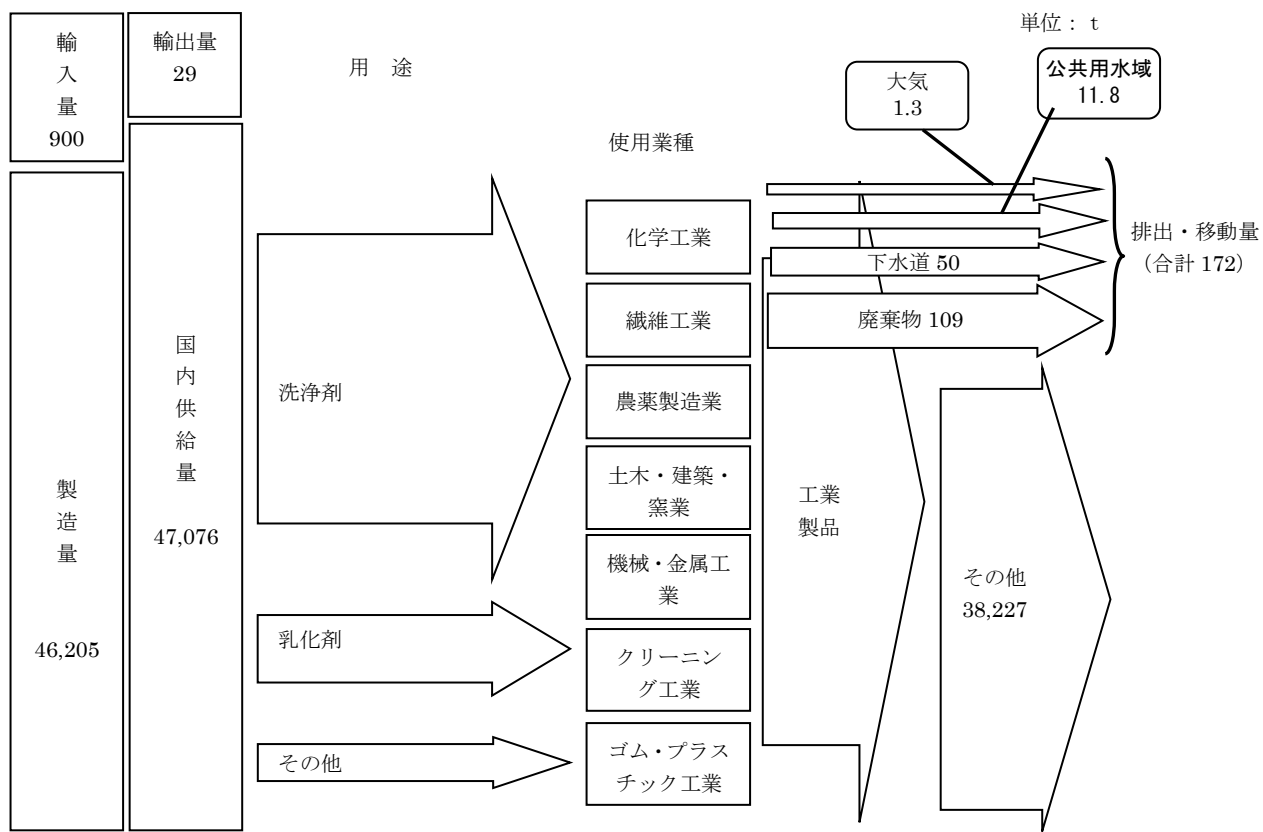 単位：t
輸
入
量
900
輸出量
29
用　途
大気
1.3
公共用水域
11.8
使用業種
製
造
量
46,205
国
内
供
給
量
47,076
洗浄剤
乳化剤
その他
化学工業
繊維工業
農薬製造業
土木・建築・
窯業
機械・金属工
業
クリーニン
グ工業
ゴム・プラス
チック工業
下水道 50
廃棄物 109
排出・移動量
（合計 172）
工業
製品
その他
38,227